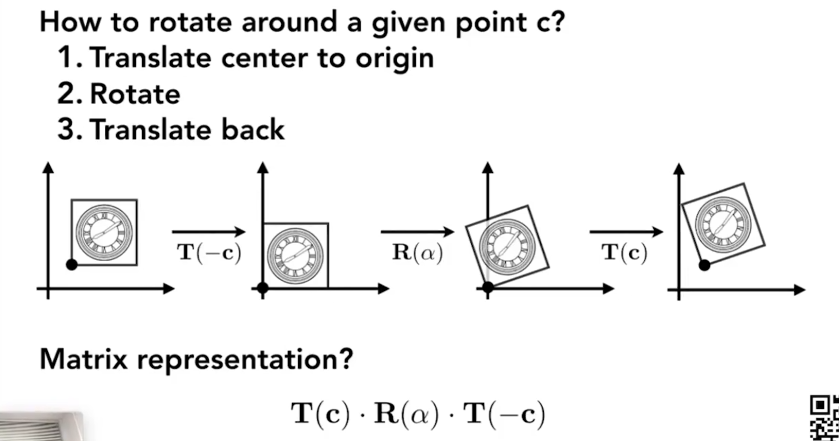 How to rotate around a given point c?
1. Translate center to origin
2. Rotate
3. Translate back
T(−c)
R(α)
T(c)
Matrix representation?
T(c) · R(α) · T(−c)